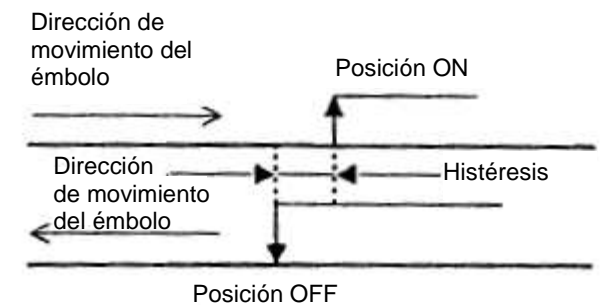 Dirección de
movimiento del
émbolo
Posición ON
Dirección
de movimiento
del émbolo
Histéresis
Posición OFF